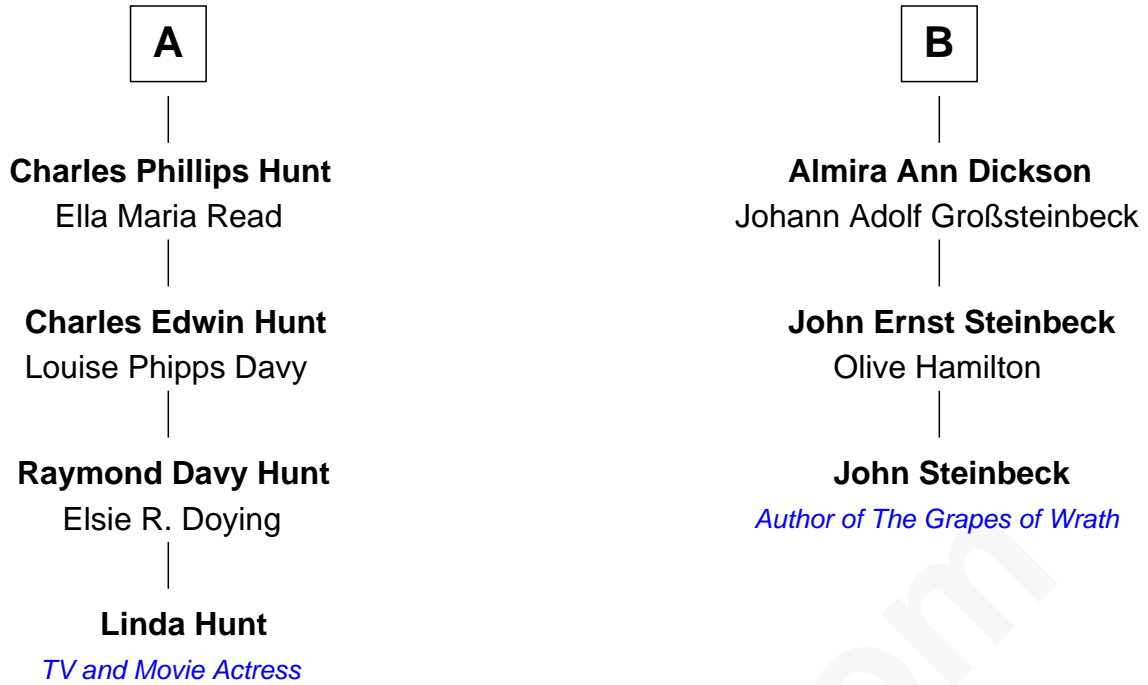 A
Charles Phillips Hunt
Ella Maria Read
Charles Edwin Hunt
Louise Phipps Davy
Raymond Davy Hunt
Elsie R. Doying
Linda Hunt
TV and Movie Actress
B
Almira Ann Dickson
Johann Adolf Großsteinbeck
John Ernst Steinbeck
Olive Hamilton
John Steinbeck
Author of The Grapes of Wrath
om